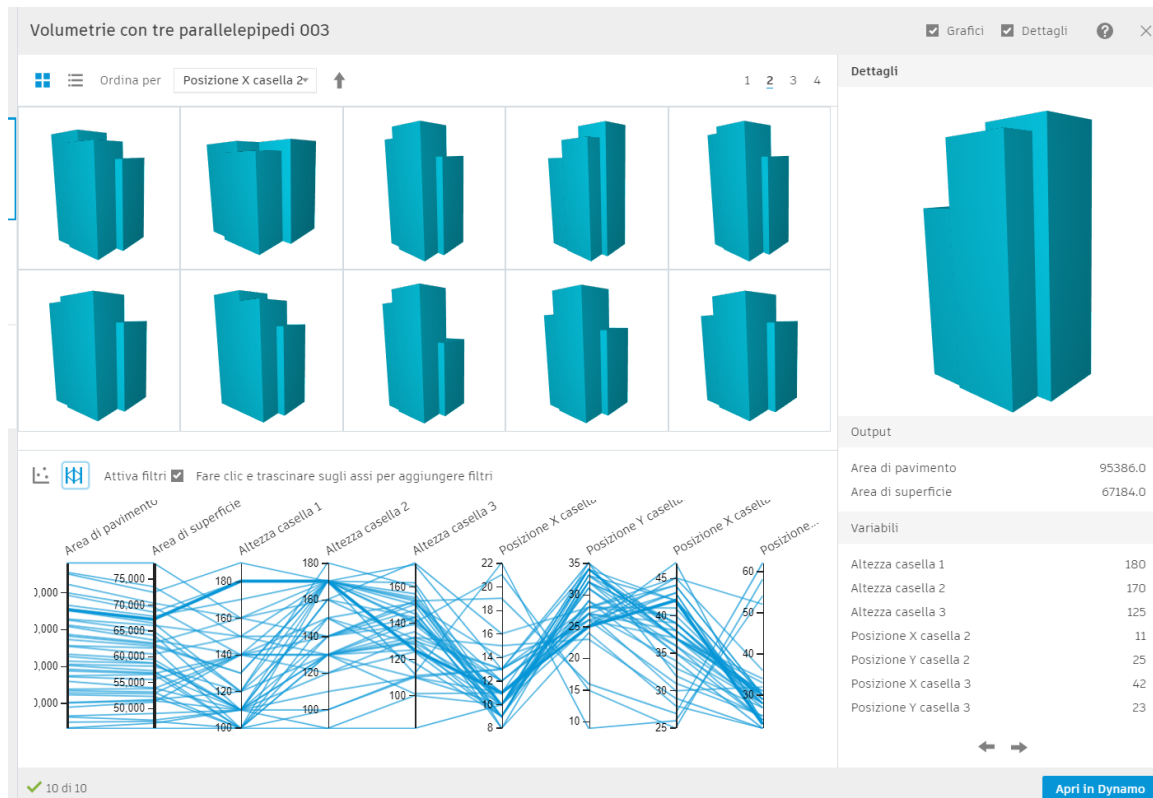 Volumetrie con tre parallelepipedi 003
Grafici Dettagli ?
Ordina per Posizione X casella 2
1 2 3 4
Dettagli
Output
Area di pavimento 95386.0
Area di superficie 67184.0
Variabili
Altezza casella 1 180
Altezza casella 2 170
Altezza casella 3 125
Posizione X casella 2 11
Posizione Y casella 2 25
Posizione X casella 3 42
Posizione Y casella 3 23
Attiva filtri Fare clic e trascinare sugli assi per aggiungere filtri
Area di pavimento Area di superficie Altezza casella 1 Altezza casella 2 Altezza casella 3 Posizione X Posizione Y Posizione X Posizione...
75,000 70,000 65,000 60,000 55,000 50,000
180 160 140 120 100
180 160 140 120 100
160 140 120 100
22 20 18 16 14 12 10 8
35 30 25 20 15 10
45 40 35 30 25
60 50 40 30
10 di 10
Apri in Dynamo